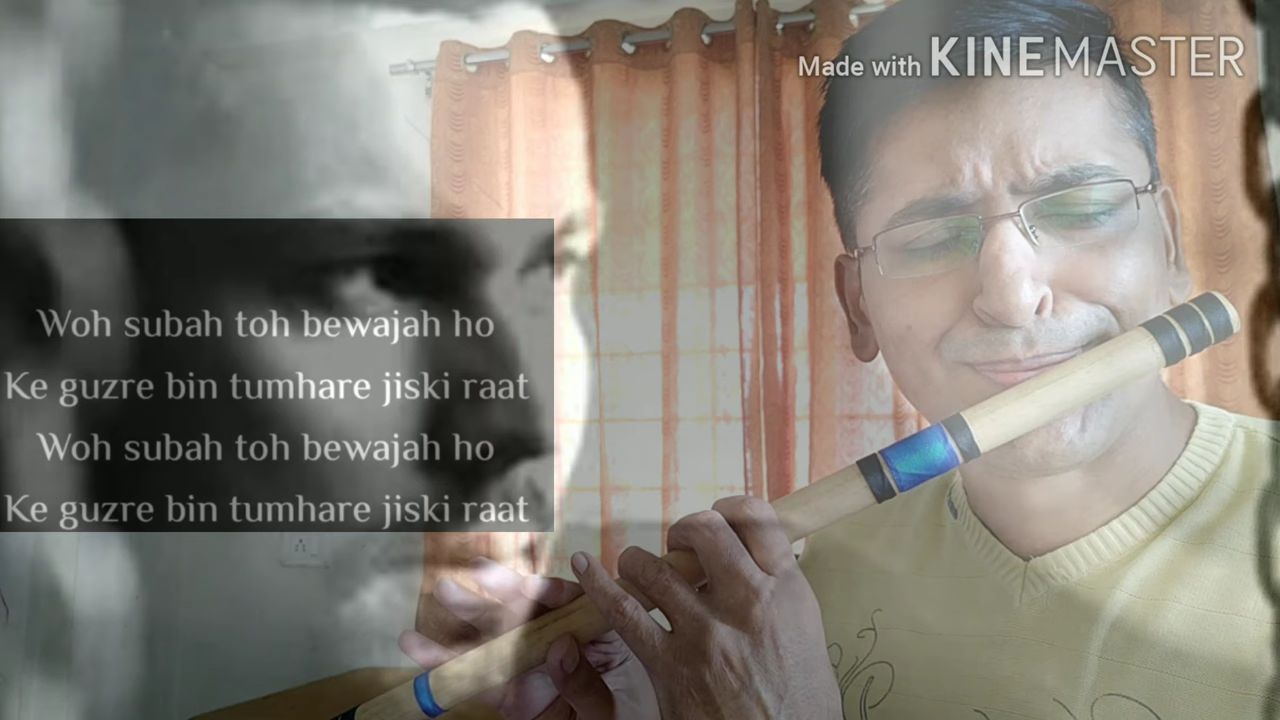 Made with KINEMASTER
Woh subah toh bewajah ho
Ke guzre bin tumhare jiski raat
Woh subah toh bewajah ho
Ke guzre bin tumhare jiski raat